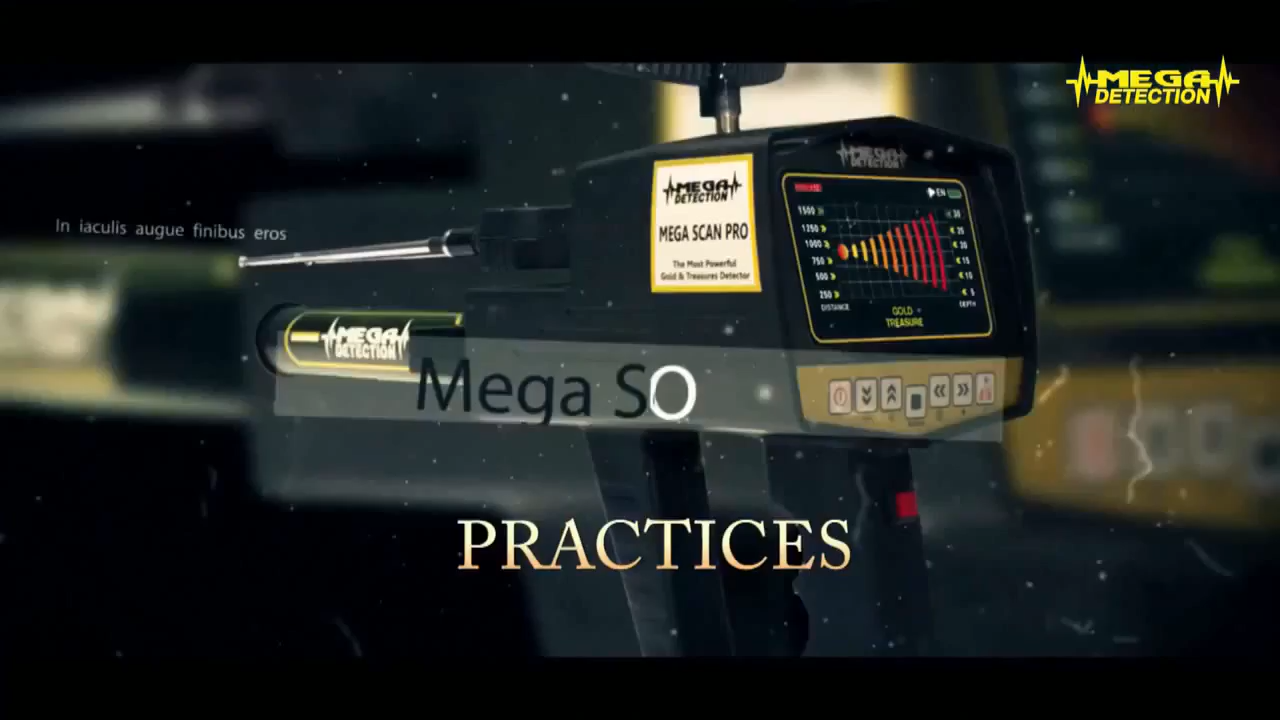 MEGA
DETECTION
In iaculis augue finibus eros
MEGA
DETECTION
MEGA
DETECTION
MEGA SCAN PRO
The Most Powerful
Gold & Treasures Detector
EN
1500
1250
1000
750
500
250
30
25
20
15
10
5
DISTANCE
DEPTH
GOLD
TREASURE
MEGA
DETECTION
Mega SO
PRACTICES